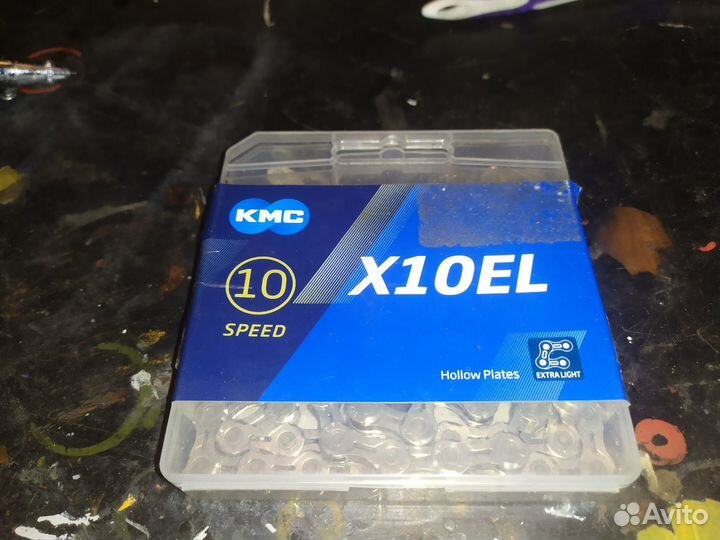 KMC
10
SPEED
X10EL
Hollow Plates
EXTRA LIGHT
Avito